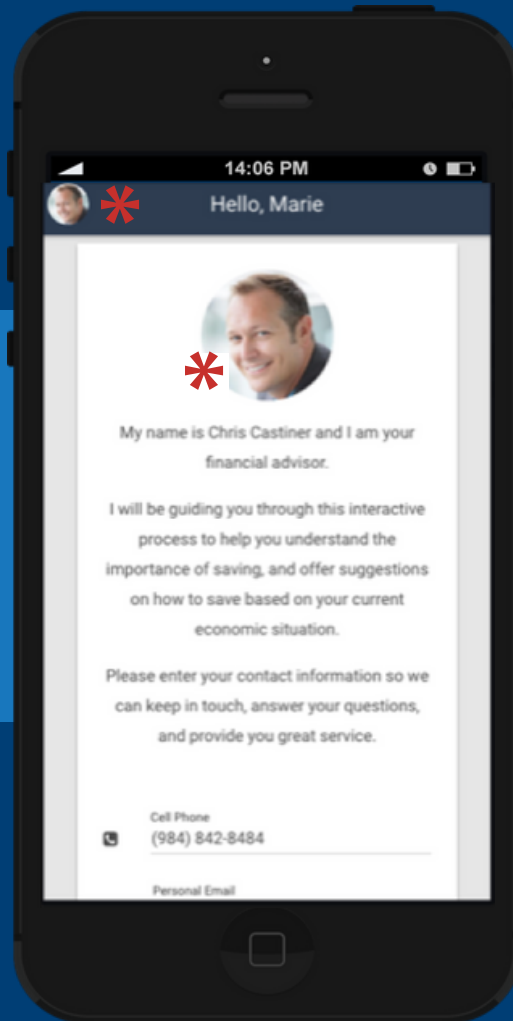 14:06 PM
Hello, Marie
My name is Chris Castiner and I am your
financial advisor.
I will be guiding you through this interactive
process to help you understand the
importance of saving, and offer suggestions
on how to save based on your current
economic situation.
Please enter your contact information so we
can keep in touch, answer your questions,
and provide you great service.
Cell Phone
(984) 842-8484
Personal Email